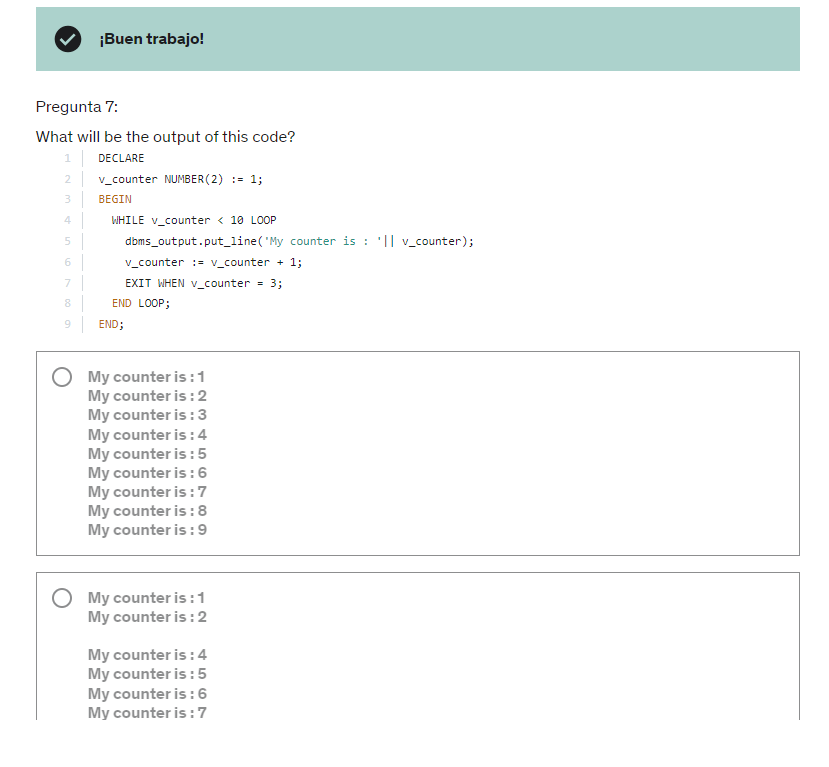 ¡Buen trabajo!
Pregunta 7:
What will be the output of this code?
1 DECLARE
2 v_counter NUMBER(2) := 1;
3 BEGIN
4 WHILE v_counter < 10 LOOP
5 dbms_output.put_line('My counter is : '|| v_counter);
6 v_counter := v_counter + 1;
7 EXIT WHEN v_counter = 3;
8 END LOOP;
9 END;
My counter is : 1
My counter is : 2
My counter is : 3
My counter is : 4
My counter is : 5
My counter is : 6
My counter is : 7
My counter is : 8
My counter is : 9
My counter is : 1
My counter is : 2
My counter is : 4
My counter is : 5
My counter is : 6
My counter is : 7